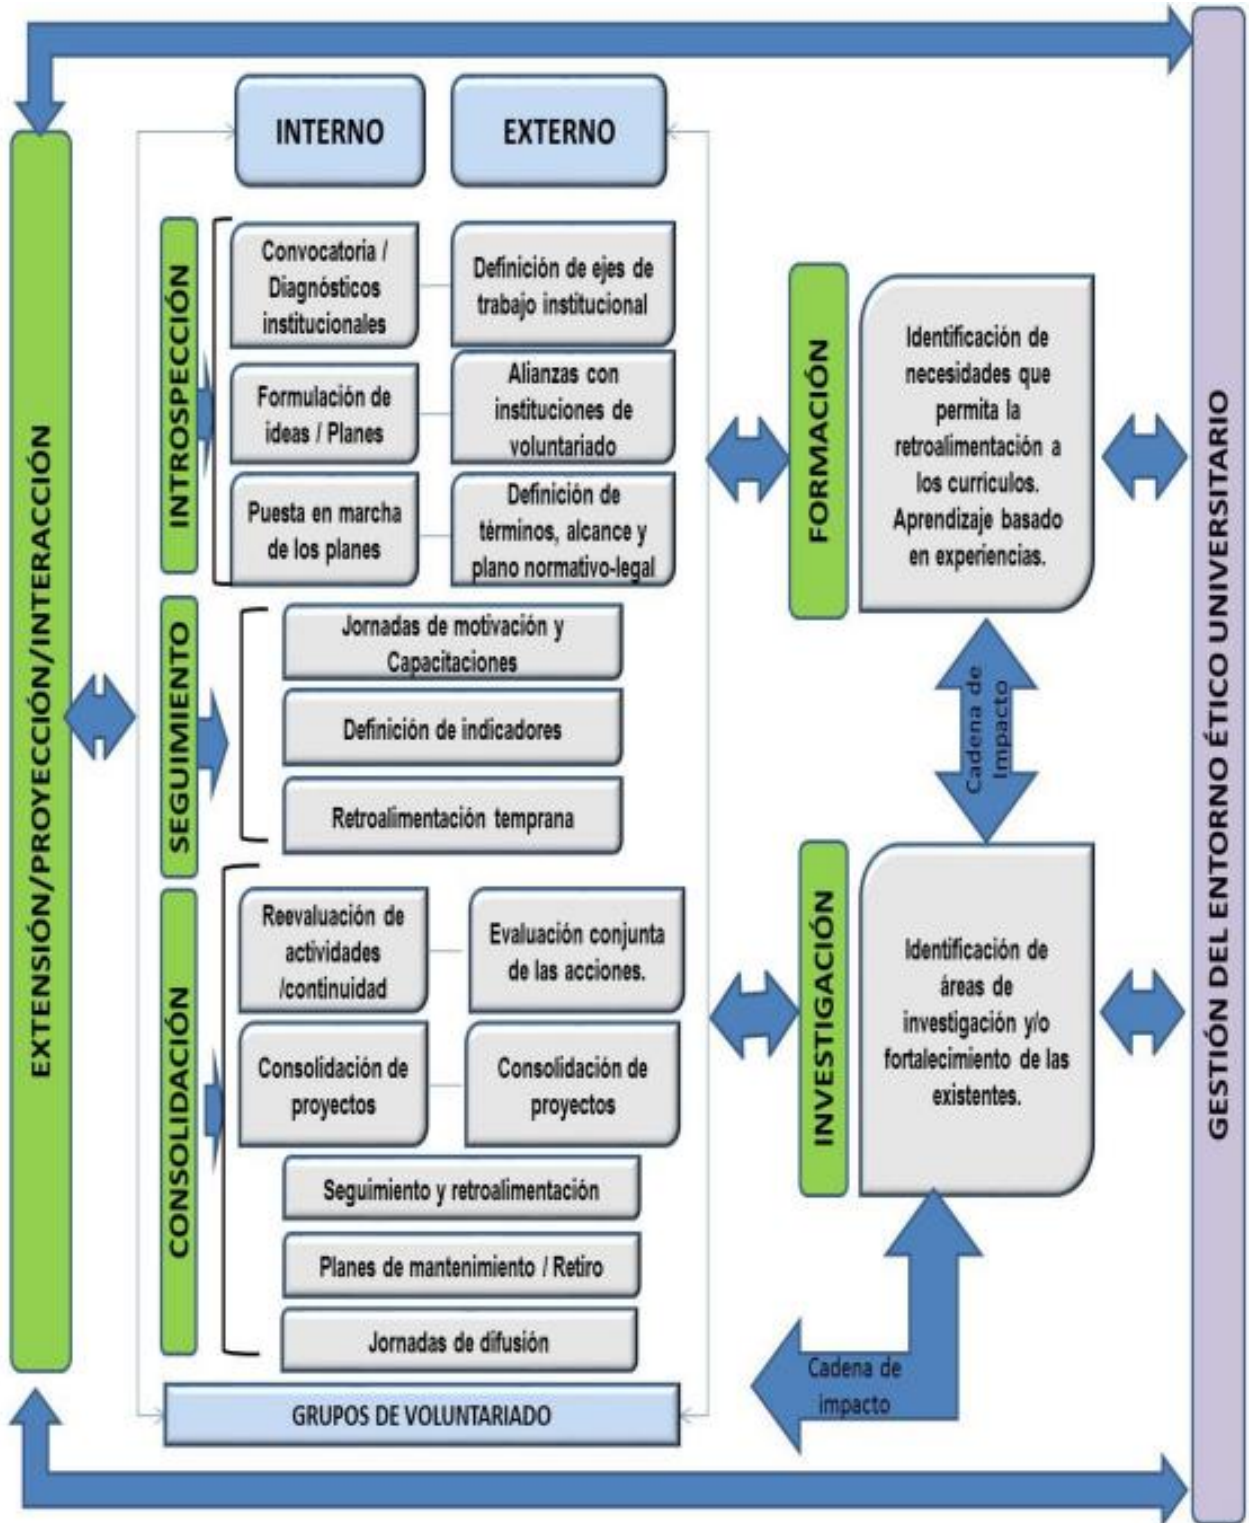 EXTENSIÓN/PROYECCIÓN/INTERACCIÓN
INTERNO
EXTERNO
INTROSPECCIÓN
Convocatoria /
Diagnósticos
institucionales
Definición de ejes de
trabajo institucional
Formulación de
ideas / Planes
Alianzas con
instituciones de
voluntariado
Puesta en marcha
de los planes
Definición de
términos, alcance y
plano normativo-legal
SEGUIMIENTO
Jornadas de motivación y
Capacitaciones
Definición de indicadores
Retroalimentación temprana
CONSOLIDACIÓN
Reevaluación de
actividades
/continuidad
Evaluación conjunta
de las acciones.
Consolidación de
proyectos
Consolidación de
proyectos
Seguimiento y retroalimentación
Planes de mantenimiento / Retiro
Jornadas de difusión
GRUPOS DE VOLUNTARIADO
FORMACIÓN
Identificación de
necesidades que
permita la
retroalimentación a
los currículos.
Aprendizaje basado
en experiencias.
Cadena de
Impacto
INVESTIGACIÓN
Identificación de
áreas de
investigación y/o
fortalecimiento de las
existentes.
Cadena de
impacto
GESTIÓN DEL ENTORNO ÉTICO UNIVERSITARIO